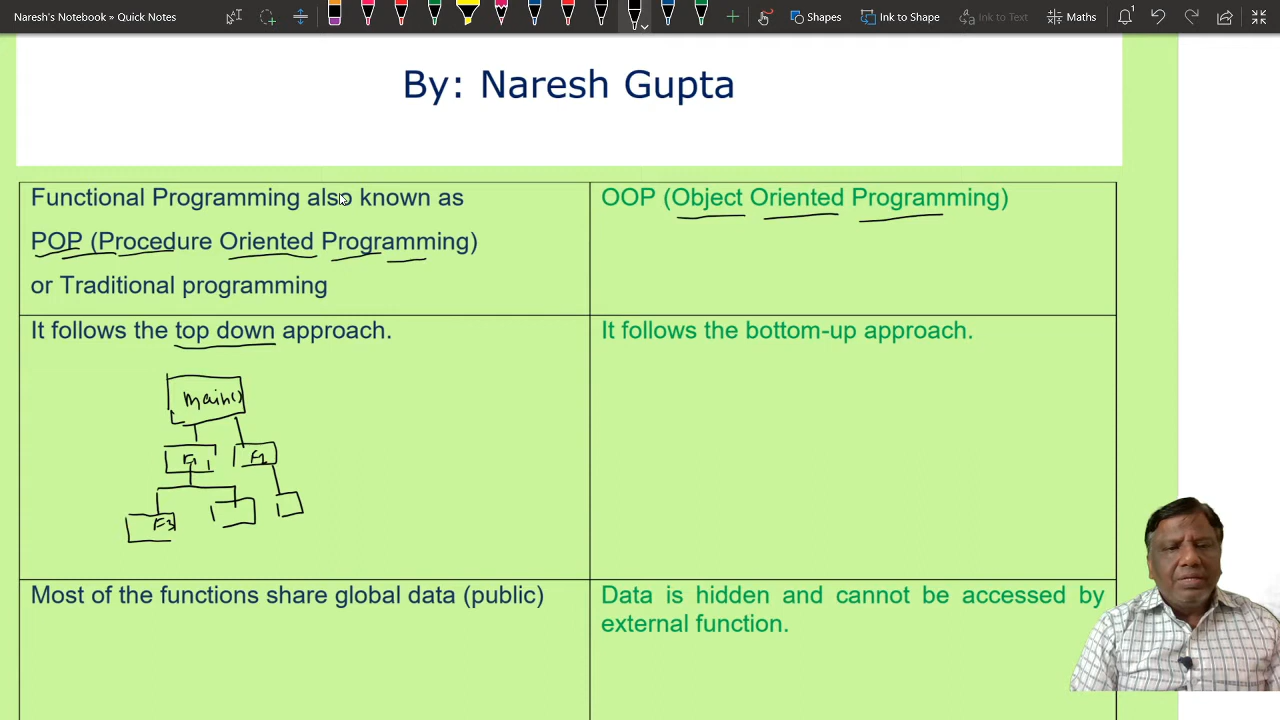 Naresh's Notebook » Quick Notes
Shapes
Ink to Shape
Ink to Text
Maths
1
By: Naresh Gupta
Functional Programming also known as
POP (Procedure Oriented Programming)
or Traditional programming
OOP (Object Oriented Programming)
It follows the top down approach.
main()
F1
F2
F3
It follows the bottom-up approach.
Most of the functions share global data (public)
Data is hidden and cannot be accessed by
external function.